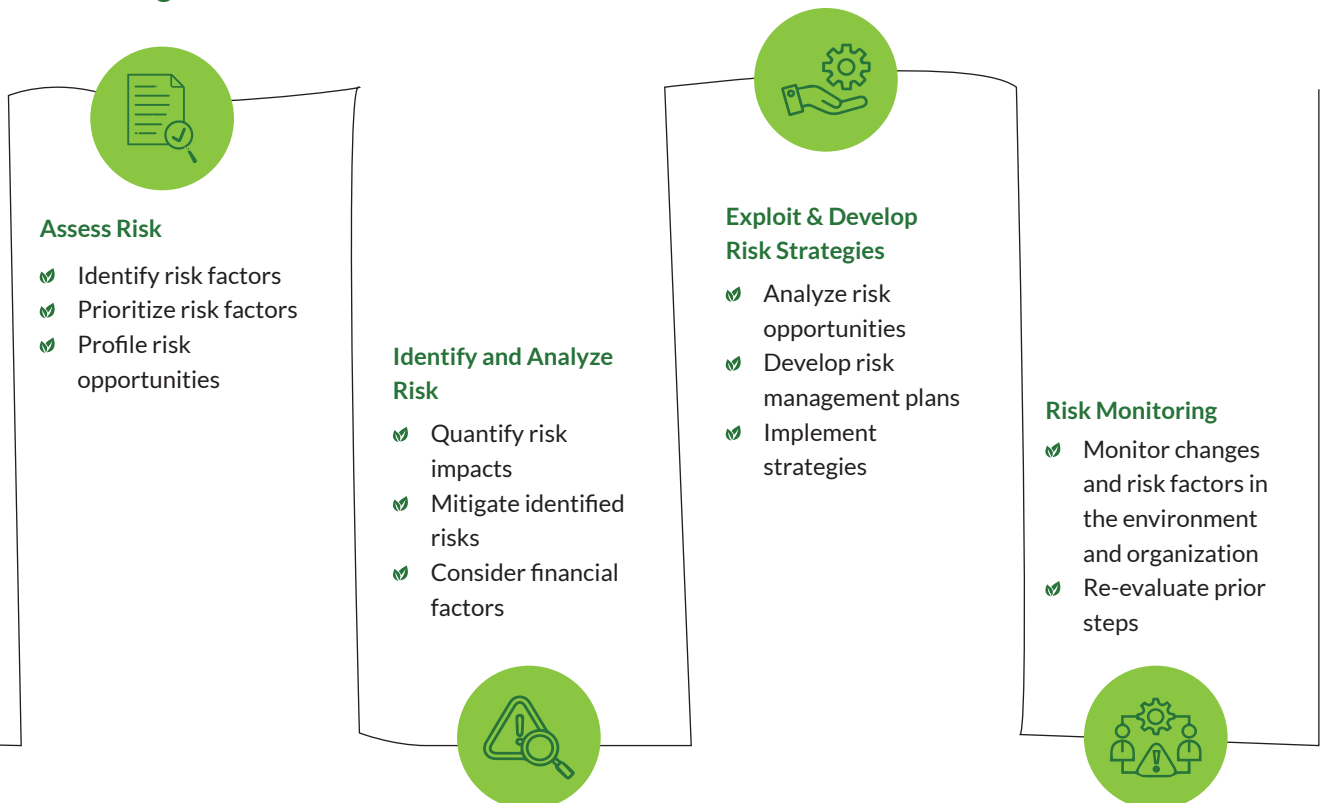 Assess Risk
Identify risk factors
Prioritize risk factors
Profile risk
opportunities
Identify and Analyze
Risk
Quantify risk
impacts
Mitigate identified
risks
Consider financial
factors
Exploit & Develop
Risk Strategies
Analyze risk
opportunities
Develop risk
management plans
Implement
strategies
Risk Monitoring
Monitor changes
and risk factors in
the environment
and organization
Re-evaluate prior
steps